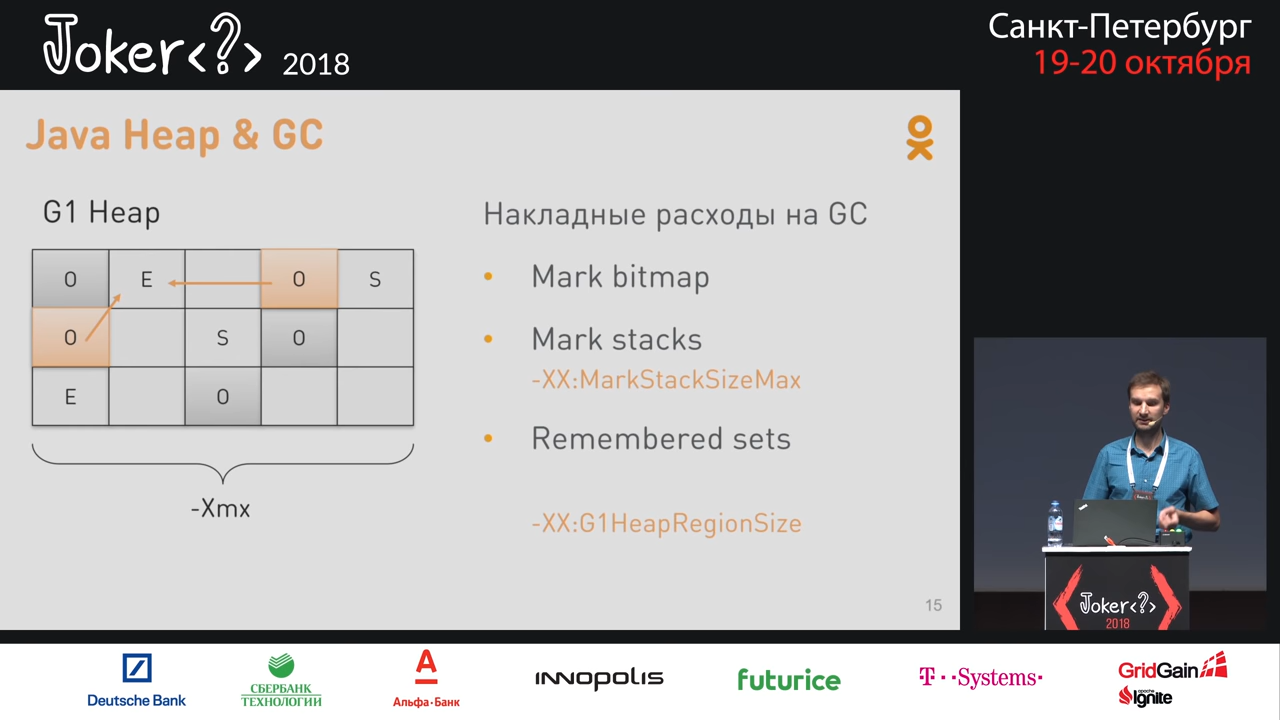 Joker<?> 2018
Санкт-Петербург
19-20 октября
Java Heap & GC
G1 Heap
O E O S
O S O
E O
-Xmx
Накладные расходы на GC
• Mark bitmap
• Mark stacks
-XX:MarkStackSizeMax
• Remembered sets
-XX:G1HeapRegionSize
15
Joker<?>
2018
Deutsche Bank
СБЕРБАНК
ТЕХНОЛОГИИ
А
Альфа·Банк
INNOPOLIS
futurice
T··Systems·
GridGain
APACHE
Ignite